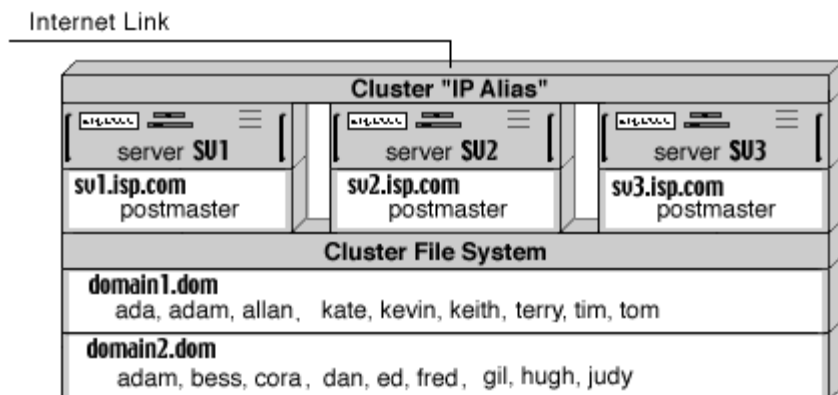 Internet Link
Cluster "IP Alias"
server SU1
server SU2
server SU3
sv1.isp.com
postmaster
sv2.isp.com
postmaster
sv3.isp.com
postmaster
Cluster File System
domain1.dom
ada, adam, allan, kate, kevin, keith, terry, tim, tom
domain2.dom
adam, bess, cora, dan, ed, fred, gil, hugh, judy